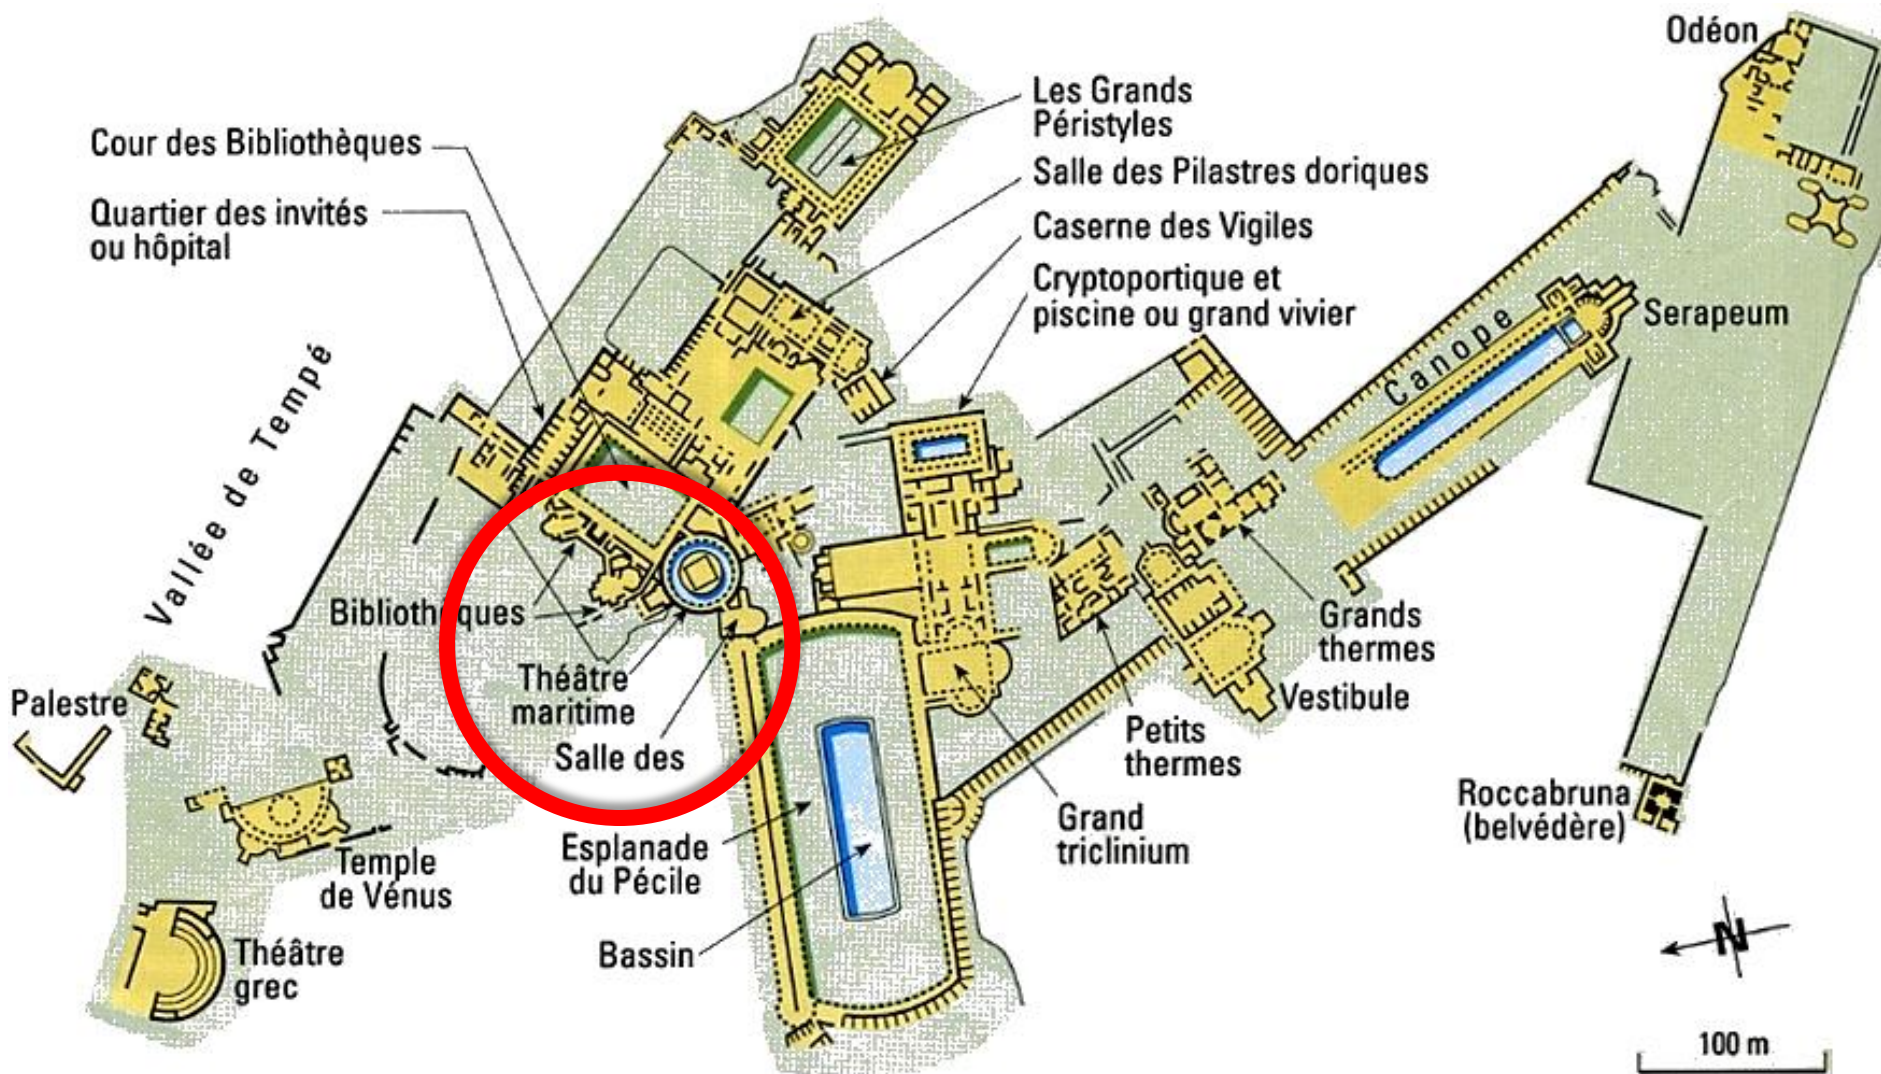 Odéon
Les Grands
Péristyles
Cour des Bibliothèques
Salle des Pilastres doriques
Quartier des invités
ou hôpital
Caserne des Vigiles
Cryptoportique et
piscine ou grand vivier
Serapeum
Canope
Vallée de Tempé
Bibliothèques
Grands
thermes
Théâtre
maritime
Palestre
Vestibule
Petits
thermes
Salle des
Roccabruna
(belvédère)
Grand
triclinium
Esplanade
du Pécile
Temple
de Vénus
Bassin
Théâtre
grec
N
100 m